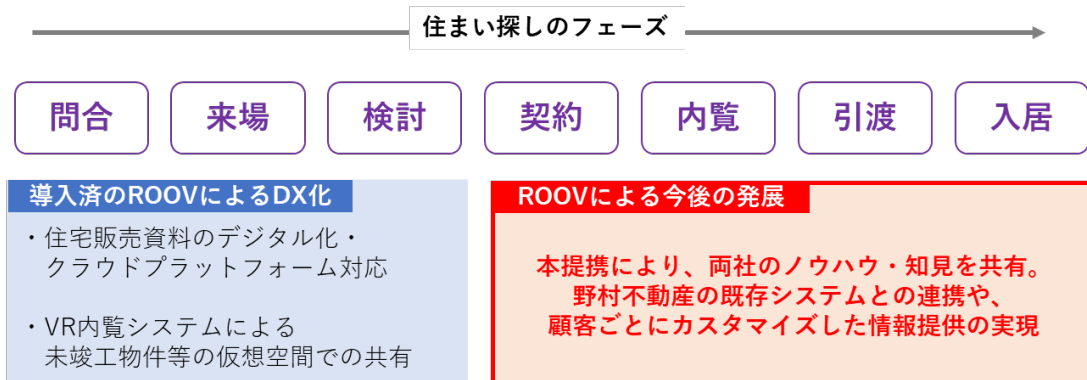 住まい探しのフェーズ
問合
来場
検討
契約
内覧
引渡
入居
導入済のROOVによるDX化
・住宅販売資料のデジタル化・
クラウドプラットフォーム対応
・VR内覧システムによる
未竣工物件等の仮想空間での共有
ROOVによる今後の発展
本提携により、両社のノウハウ・知見を共有。
野村不動産の既存システムとの連携や、
顧客ごとにカスタマイズした情報提供の実現